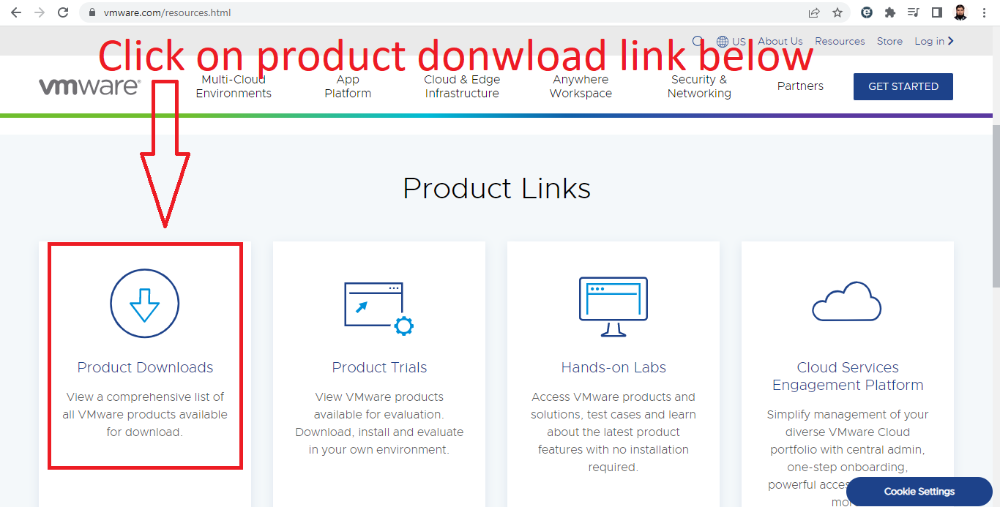 vmware.com/resources.html
Click on product donwload link below
US About Us Resources Store Log in
vmware®
Multi-Cloud
Environments
App
Platform
Cloud & Edge
Infrastructure
Anywhere
Workspace
Security &
Networking
Partners
GET STARTED
Product Links
Product Downloads
View a comprehensive list of
all VMware products available
for download.
Product Trials
View VMware products
available for evaluation.
Download, install and evaluate
in your own environment.
Hands-on Labs
Access VMware products and
solutions, test cases and learn
about the latest product
features with no installation
required.
Cloud Services
Engagement Platform
Simplify management of your
diverse VMware Cloud
portfolio with central admin,
one-step onboarding,
powerful
Cookie Settings